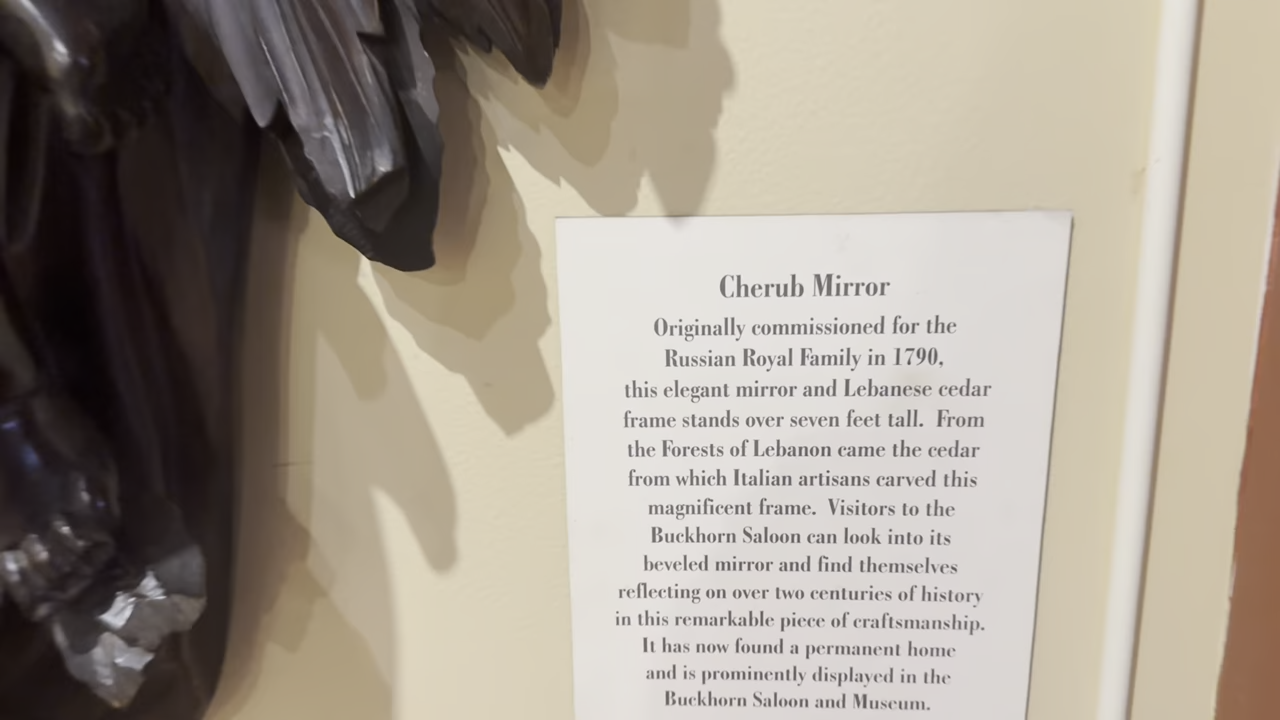 Cherub Mirror
Originally commissioned for the
Russian Royal Family in 1790,
this elegant mirror and Lebanese cedar
frame stands over seven feet tall. From
the Forests of Lebanon came the cedar
from which Italian artisans carved this
magnificent frame. Visitors to the
Buckhorn Saloon can look into its
beveled mirror and find themselves
reflecting on over two centuries of history
in this remarkable piece of craftsmanship.
It has now found a permanent home
and is prominently displayed in the
Buckhorn Saloon and Museum.